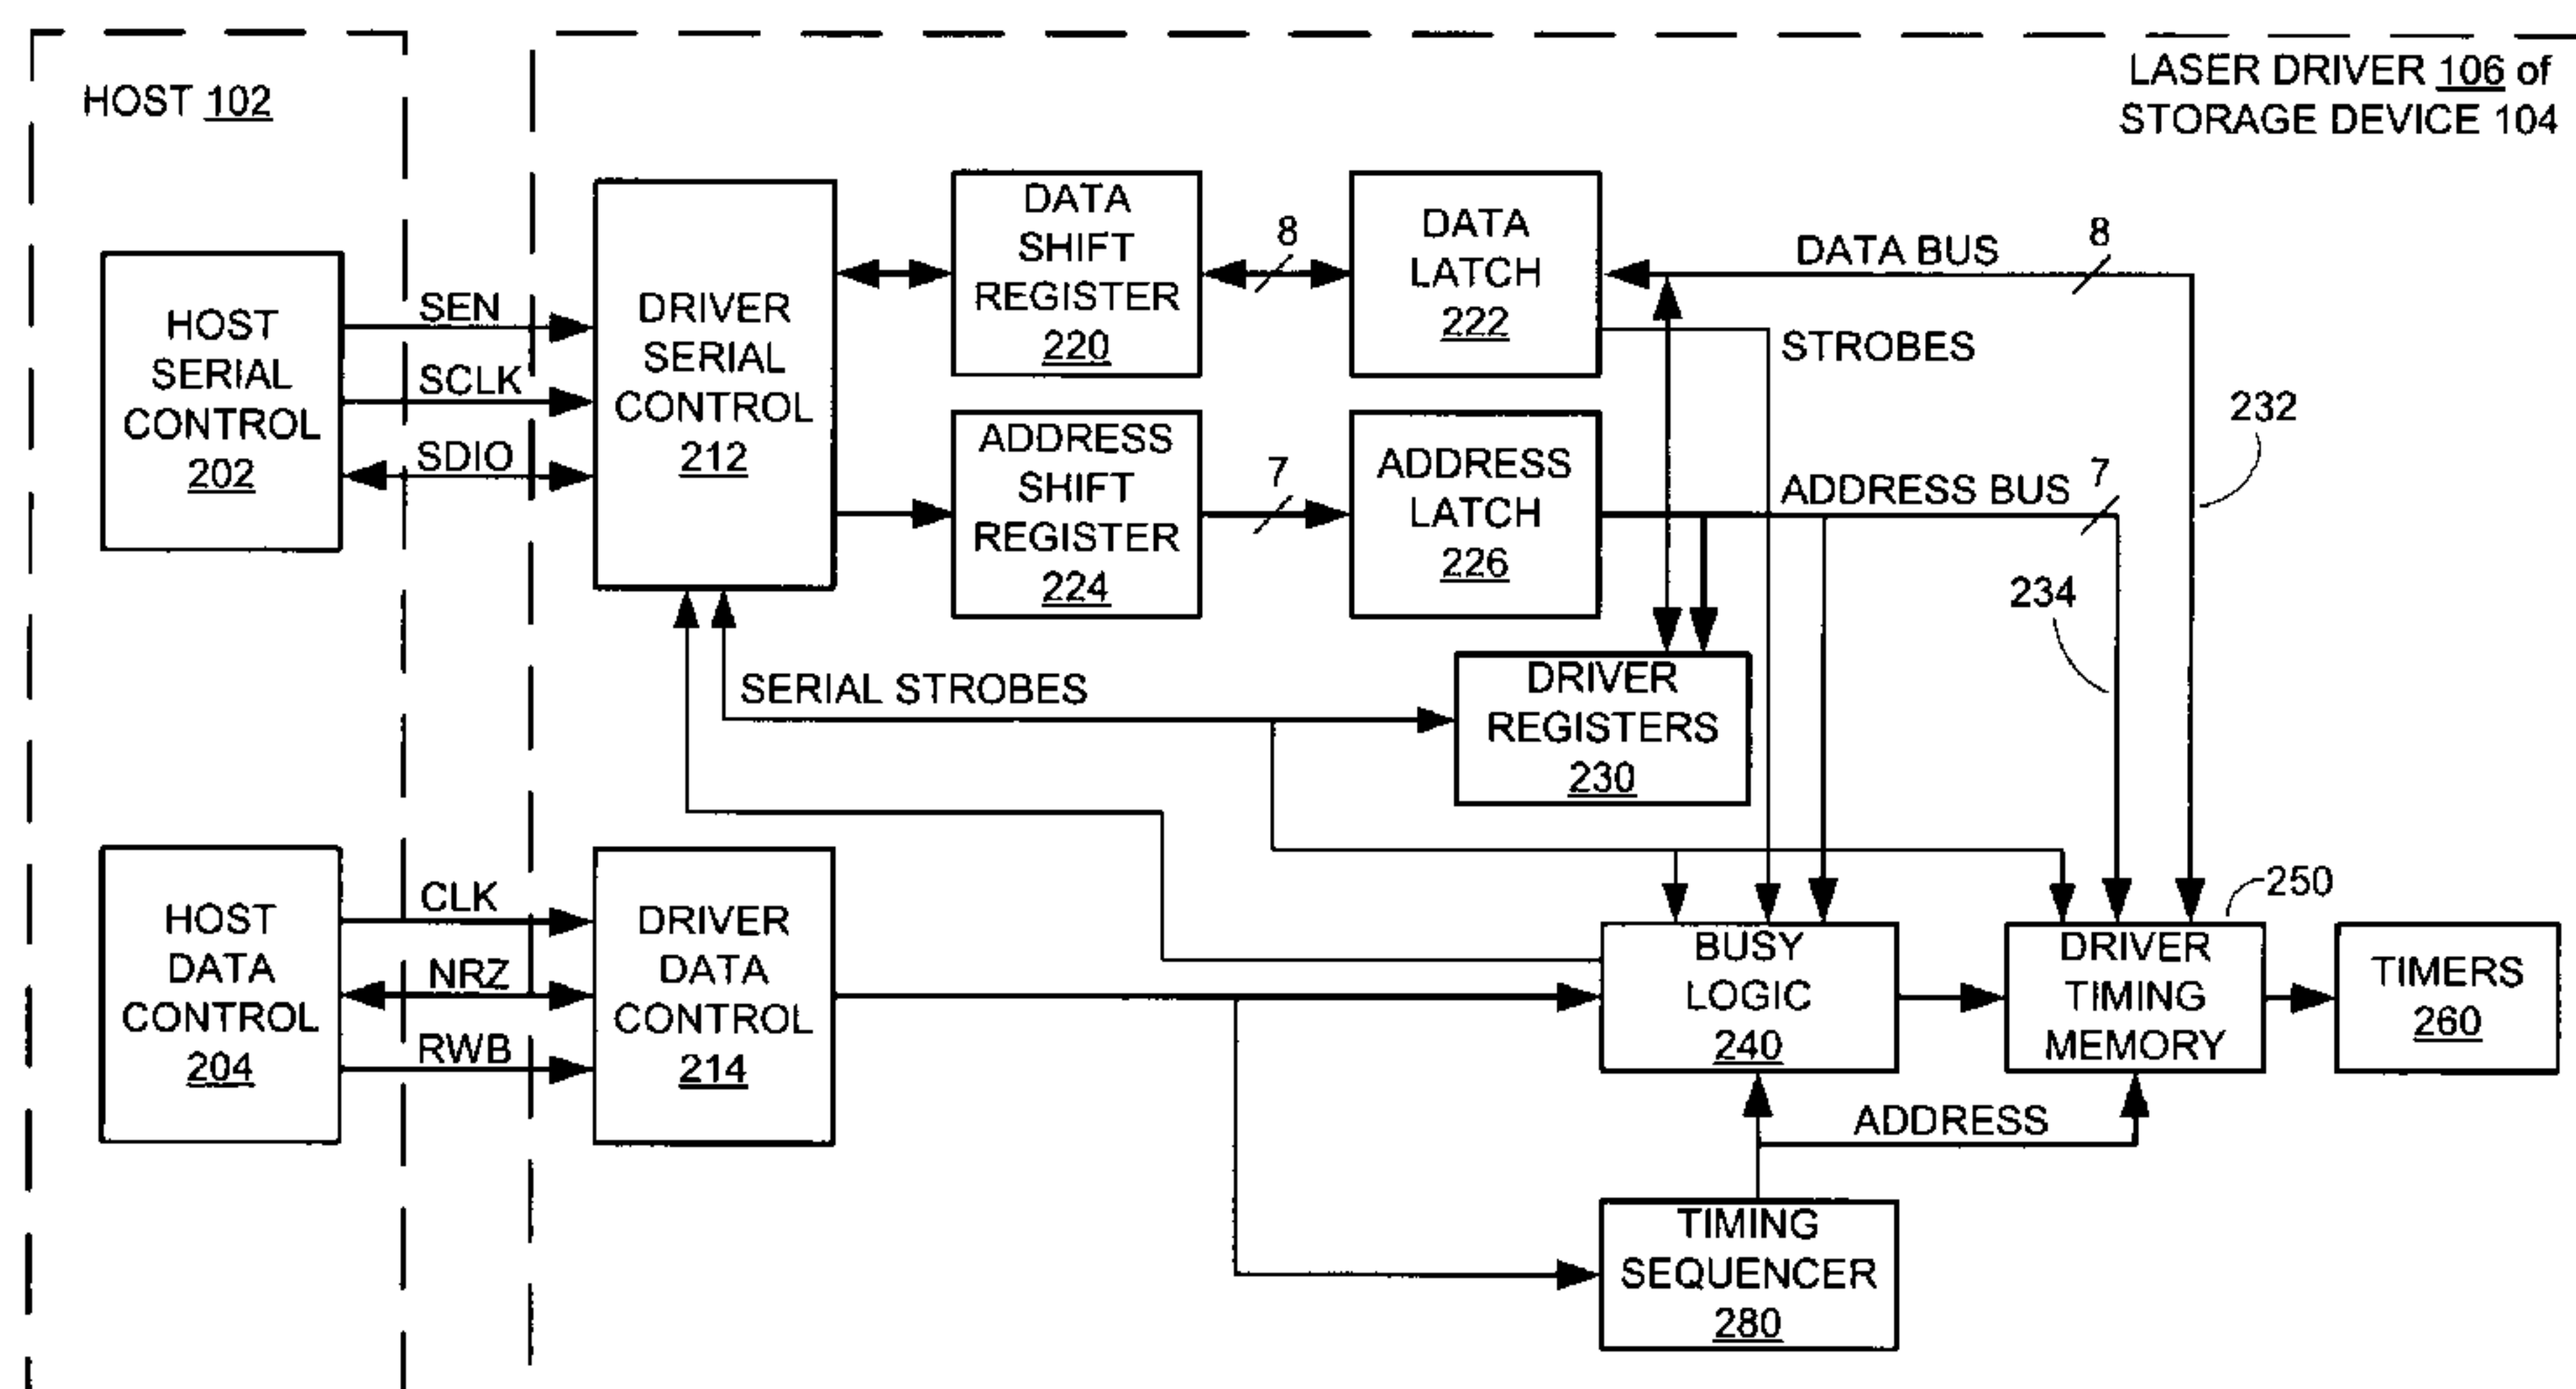 HOST 102
LASER DRIVER 106 of
STORAGE DEVICE 104
HOST
SERIAL
CONTROL
202
SEN
SCLK
SDIO
DRIVER
SERIAL
CONTROL
212
DATA
SHIFT
REGISTER
220
8
DATA
LATCH
222
DATA BUS
8
STROBES
232
ADDRESS
SHIFT
REGISTER
224
7
ADDRESS
LATCH
226
ADDRESS BUS
7
234
SERIAL STROBES
DRIVER
REGISTERS
230
HOST
DATA
CONTROL
204
CLK
NRZ
RWB
DRIVER
DATA
CONTROL
214
BUSY
LOGIC
240
250
DRIVER
TIMING
MEMORY
TIMERS
260
ADDRESS
TIMING
SEQUENCER
280